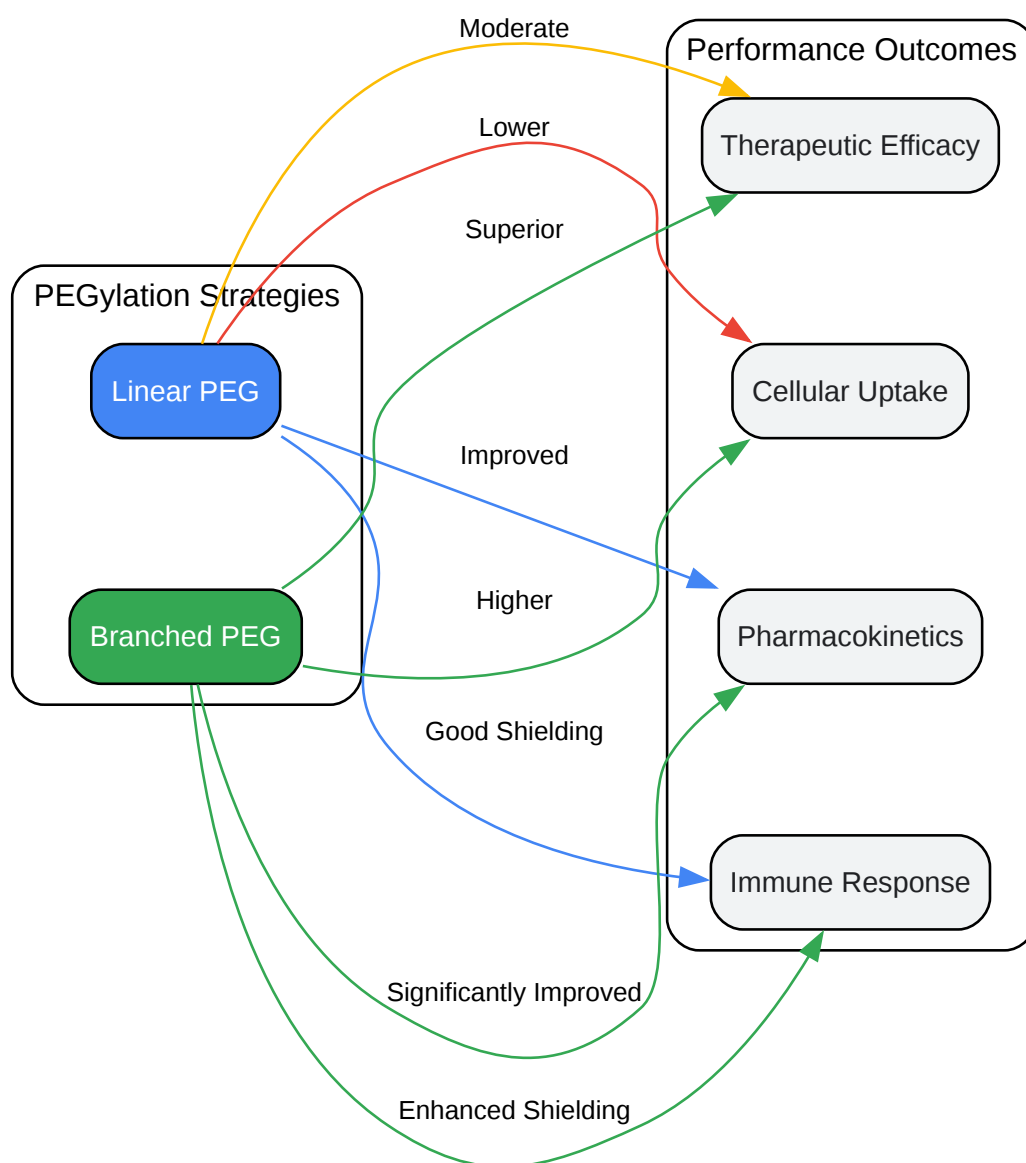 Moderate
Performance Outcomes
Lower
Therapeutic Efficacy
Superior
PEGylation Strategies
Linear PEG
Cellular Uptake
Improved
Higher
Branched PEG
Pharmacokinetics
Good Shielding
Immune Response
Significantly Improved
Enhanced Shielding